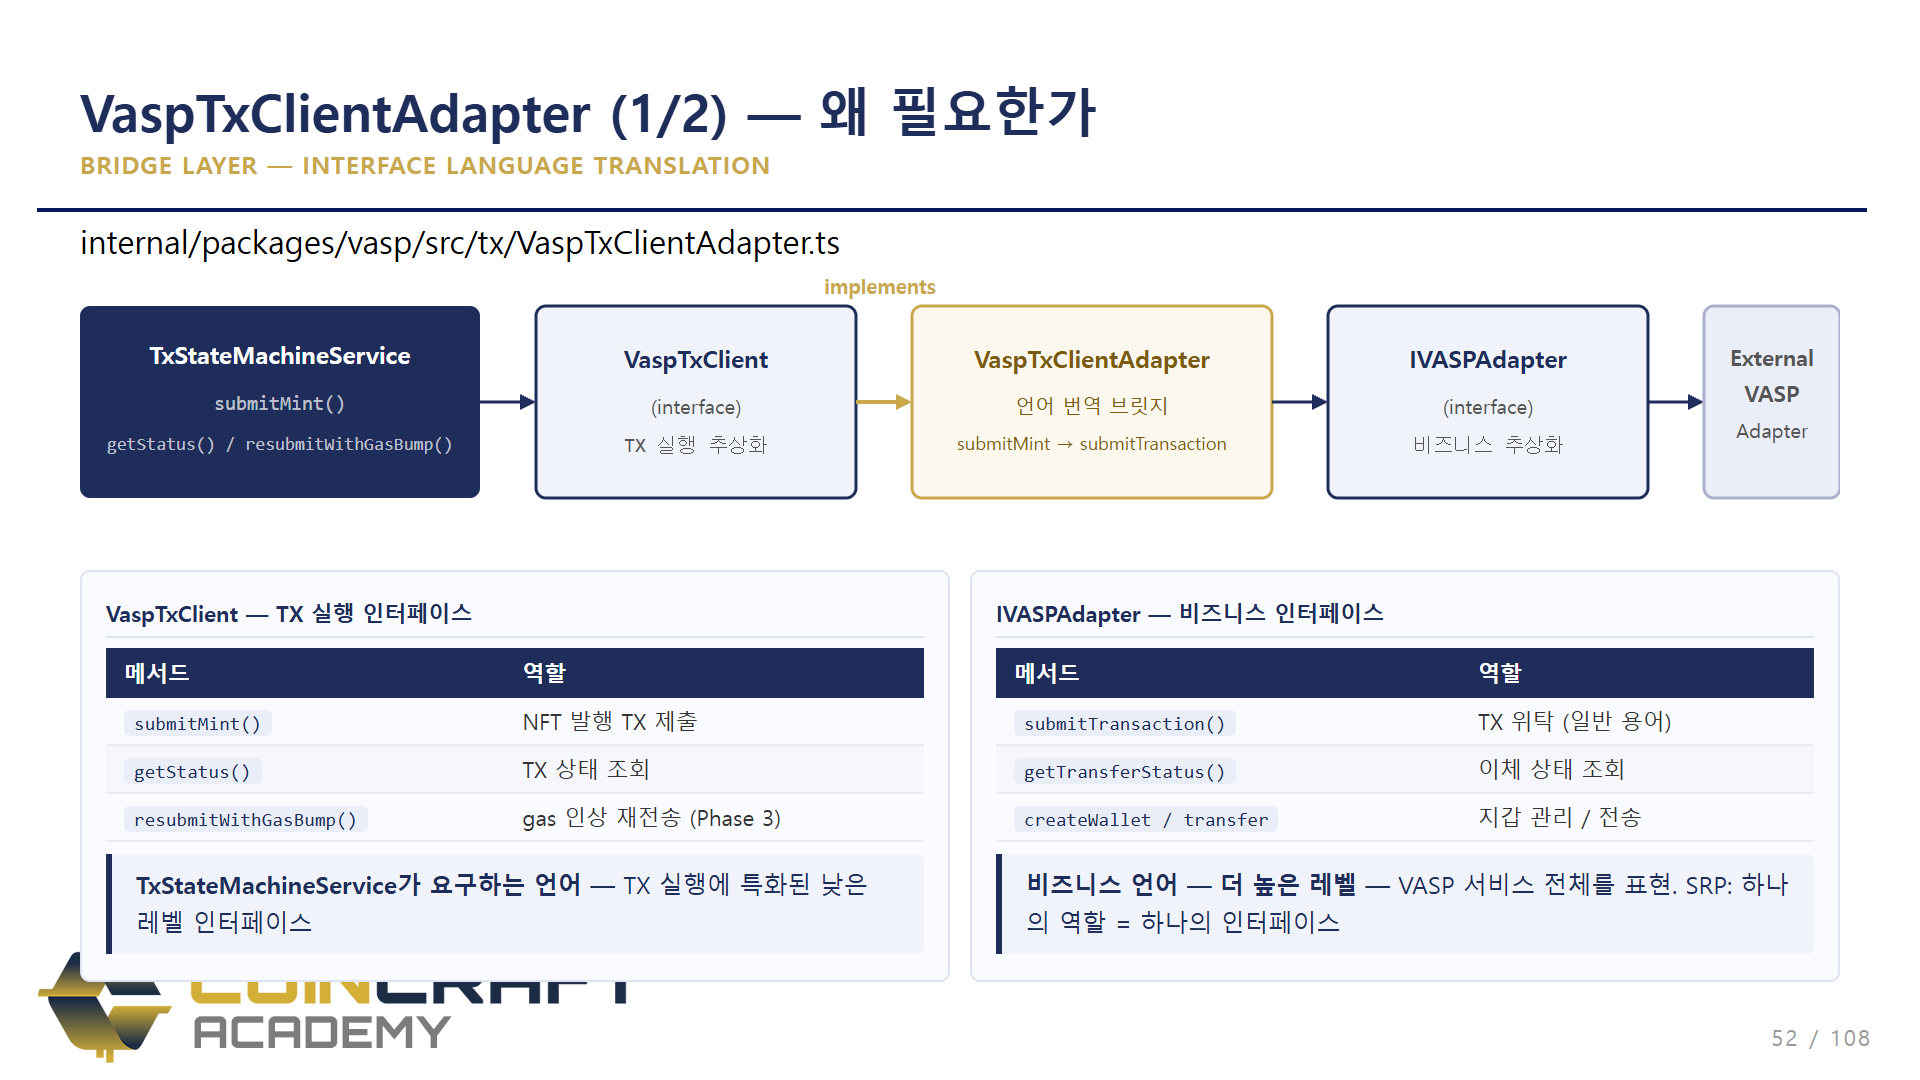 VaspTxClientAdapter (1/2) — 왜 필요한가
BRIDGE LAYER — INTERFACE LANGUAGE TRANSLATION
internal/packages/vasp/src/tx/VaspTxClientAdapter.ts
implements
TxStateMachineService
submitMint()
getStatus() / resubmitWithGasBump()
VaspTxClient
(interface)
TX 실행 추상화
VaspTxClientAdapter
언어 번역 브릿지
submitMint → submitTransaction
IVASPAdapter
(interface)
비즈니스 추상화
External
VASP
Adapter
VaspTxClient — TX 실행 인터페이스
메서드 역할
submitMint() NFT 발행 TX 제출
getStatus() TX 상태 조회
resubmitWithGasBump() gas 인상 재전송 (Phase 3)
TxStateMachineService가 요구하는 언어 — TX 실행에 특화된 낮은
레벨 인터페이스
IVASPAdapter — 비즈니스 인터페이스
메서드 역할
submitTransaction() TX 위탁 (일반 용어)
getTransferStatus() 이체 상태 조회
createWallet / transfer 지갑 관리 / 전송
비즈니스 언어 — 더 높은 레벨 — VASP 서비스 전체를 표현. SRP: 하나
의 역할 = 하나의 인터페이스
COINCRAFT
ACADEMY
52 / 108